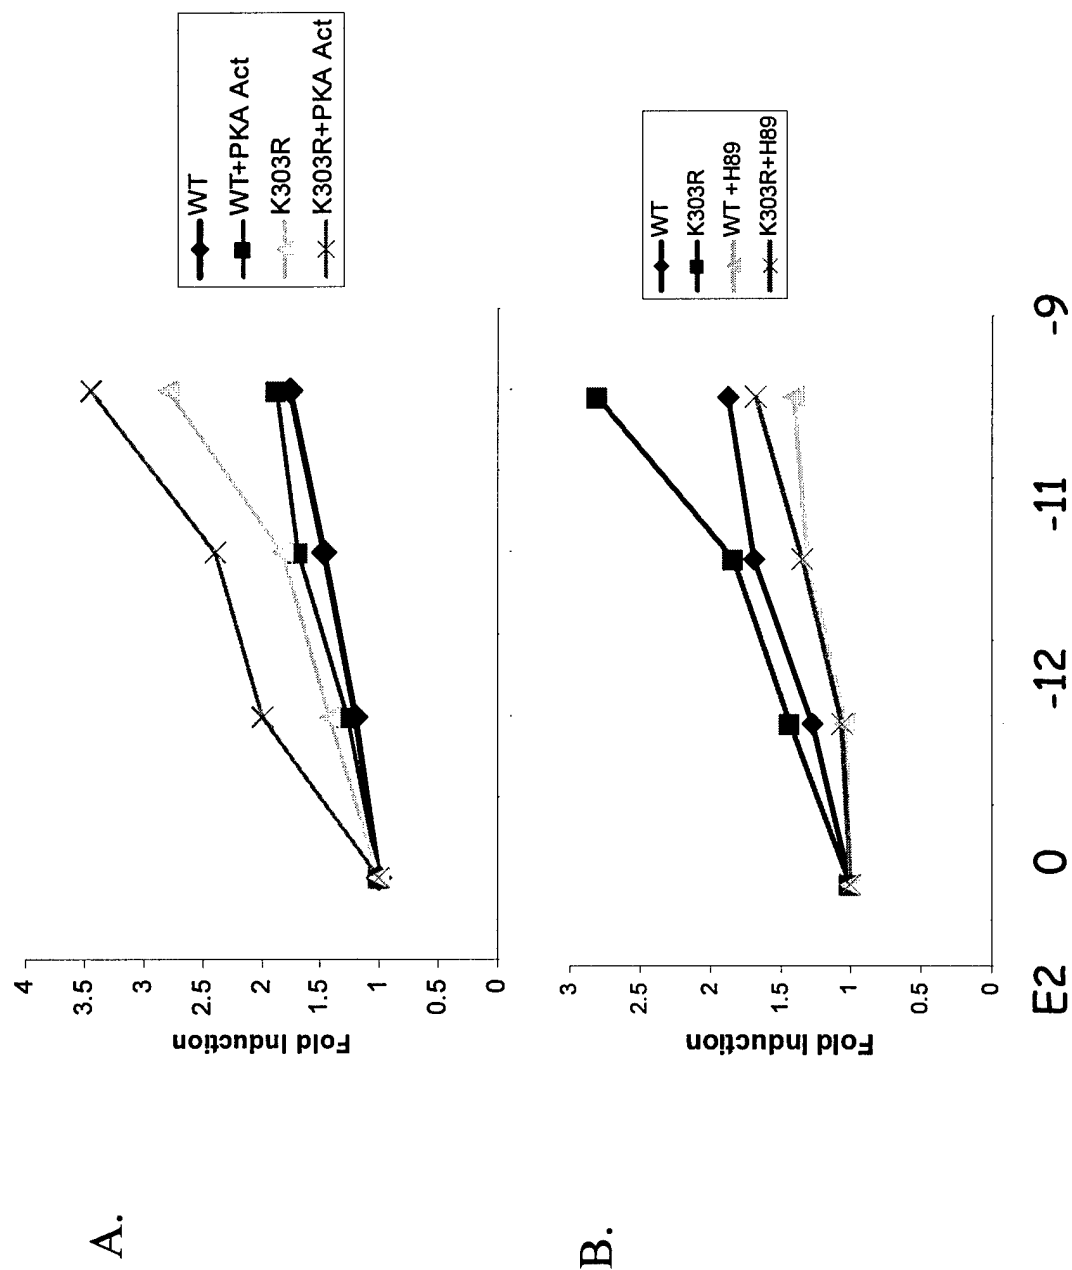 A.
Fold Induction
4
3.5
3
2.5
2
1.5
1
0.5
0
WT
WT+PKA Act
K303R
K303R+PKA Act
B.
Fold Induction
3
2.5
2
1.5
1
0.5
0
WT
K303R
WT +H89
K303R+H89
E2 0 -12 -11 -9